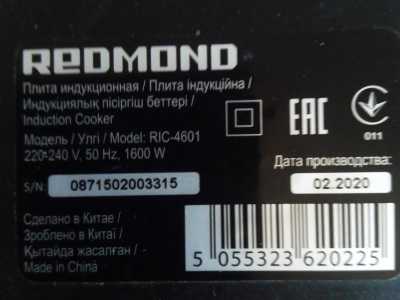 REDMOND
Плита индукционная / Плита індукційна /
Индукциялық пісіргіш беттері /
Induction Cooker
Модель / Улгі / Model: RIC-4601
220-240 V, 50 Hz, 1600 W
EAC
011
Дата производства:
S/N: 0871502003315
02.2020
Сделано в Китае /
Зроблено в Китаї /
Қытайда жасалған /
Made in China
5 055323 620225